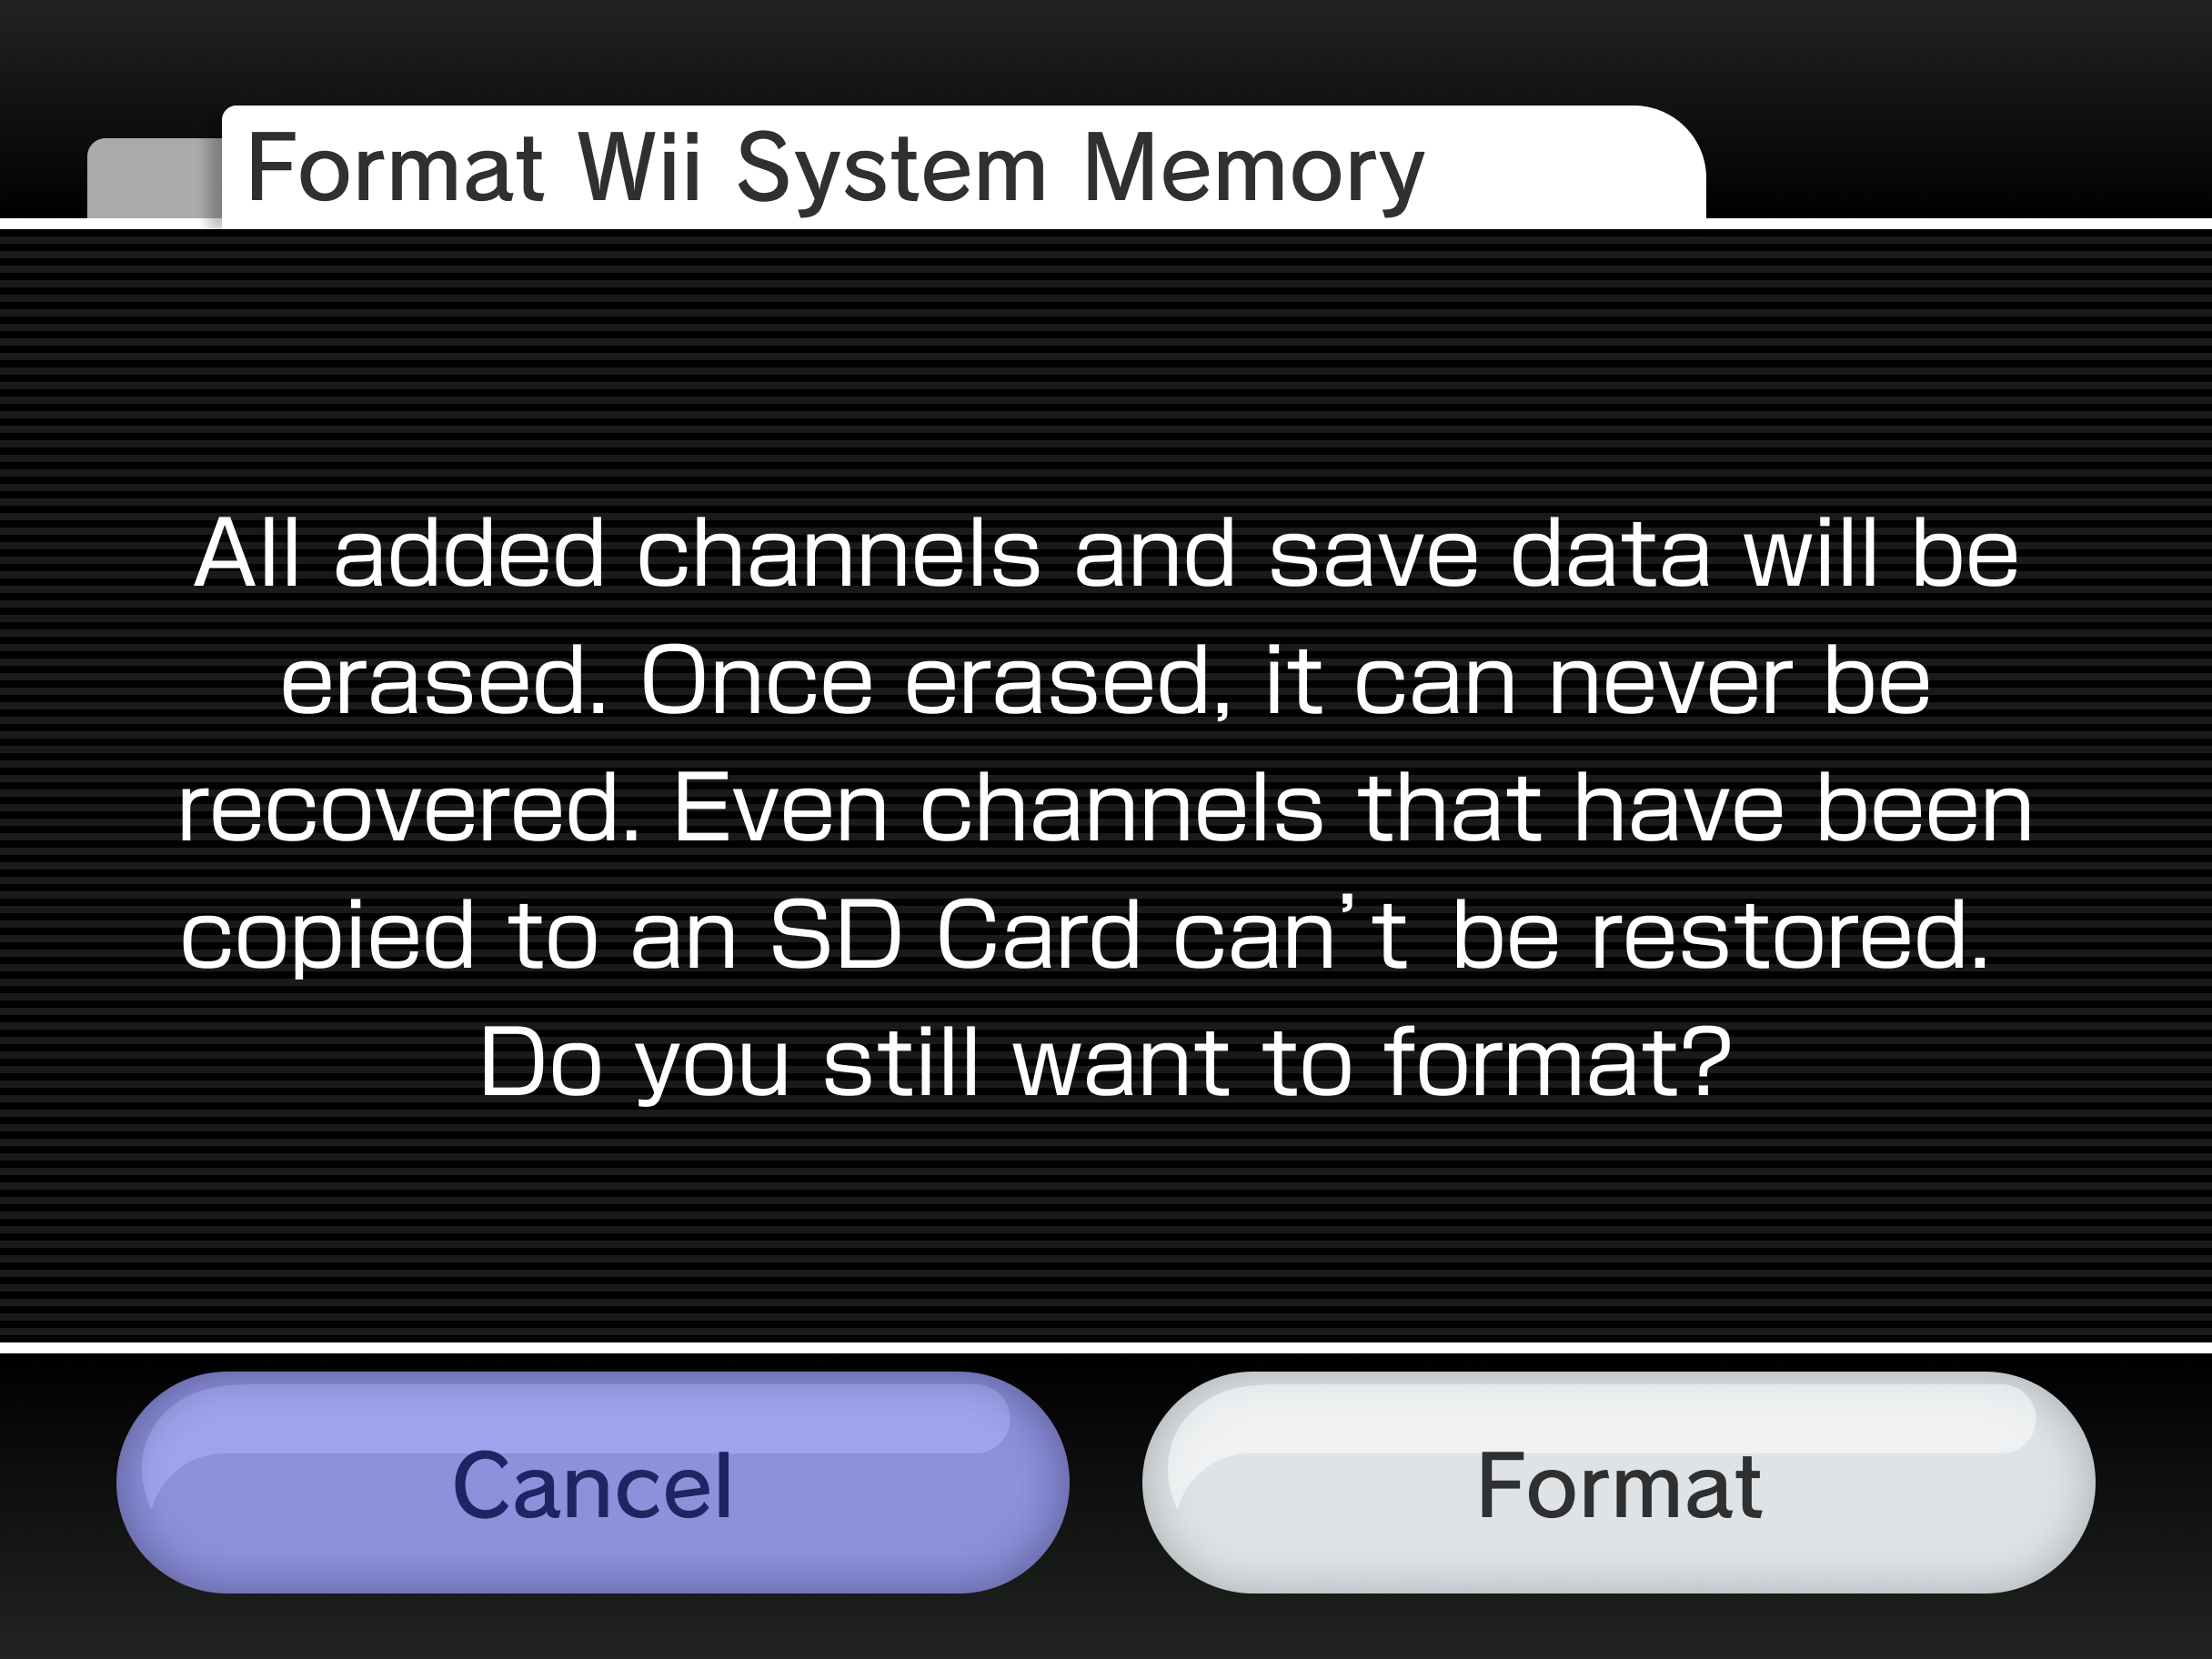 Format Wii System Memory
All added channels and save data will be
erased. Once erased, it can never be
recovered. Even channels that have been
copied to an SD Card can't be restored.
Do you still want to format?
Cancel
Format